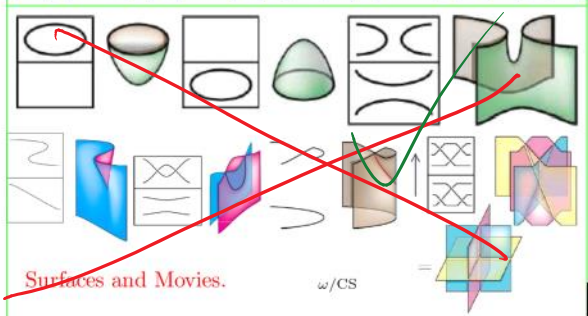 Surfaces and Movies.
ω/CS
=